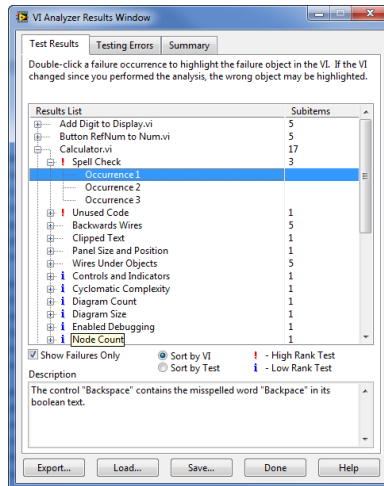 VI Analyzer Results Window
Test Results Testing Errors Summary
Double-click a failure occurrence to highlight the failure object in the VI. If the VI
changed since you performed the analysis, the wrong object may be highlighted.
Results List Subitems
Add Digit to Display.vi 5
Button RefNum to Num.vi 5
Calculator.vi 17
! Spell Check 3
Occurrence 1
Occurrence 2
Occurrence 3
! Unused Code 1
Backwards Wires 5
Clipped Text 1
Panel Size and Position 1
Wires Under Objects 5
i Controls and Indicators 1
i Cyclomatic Complexity 1
i Diagram Count 1
i Diagram Size 1
i Enabled Debugging 1
i Node Count 1
Show Failures Only Sort by VI ! - High Rank Test
Sort by Test i - Low Rank Test
Description
The control "Backspace" contains the misspelled word "Backpace" in its
boolean text.
Export... Load... Save... Done Help